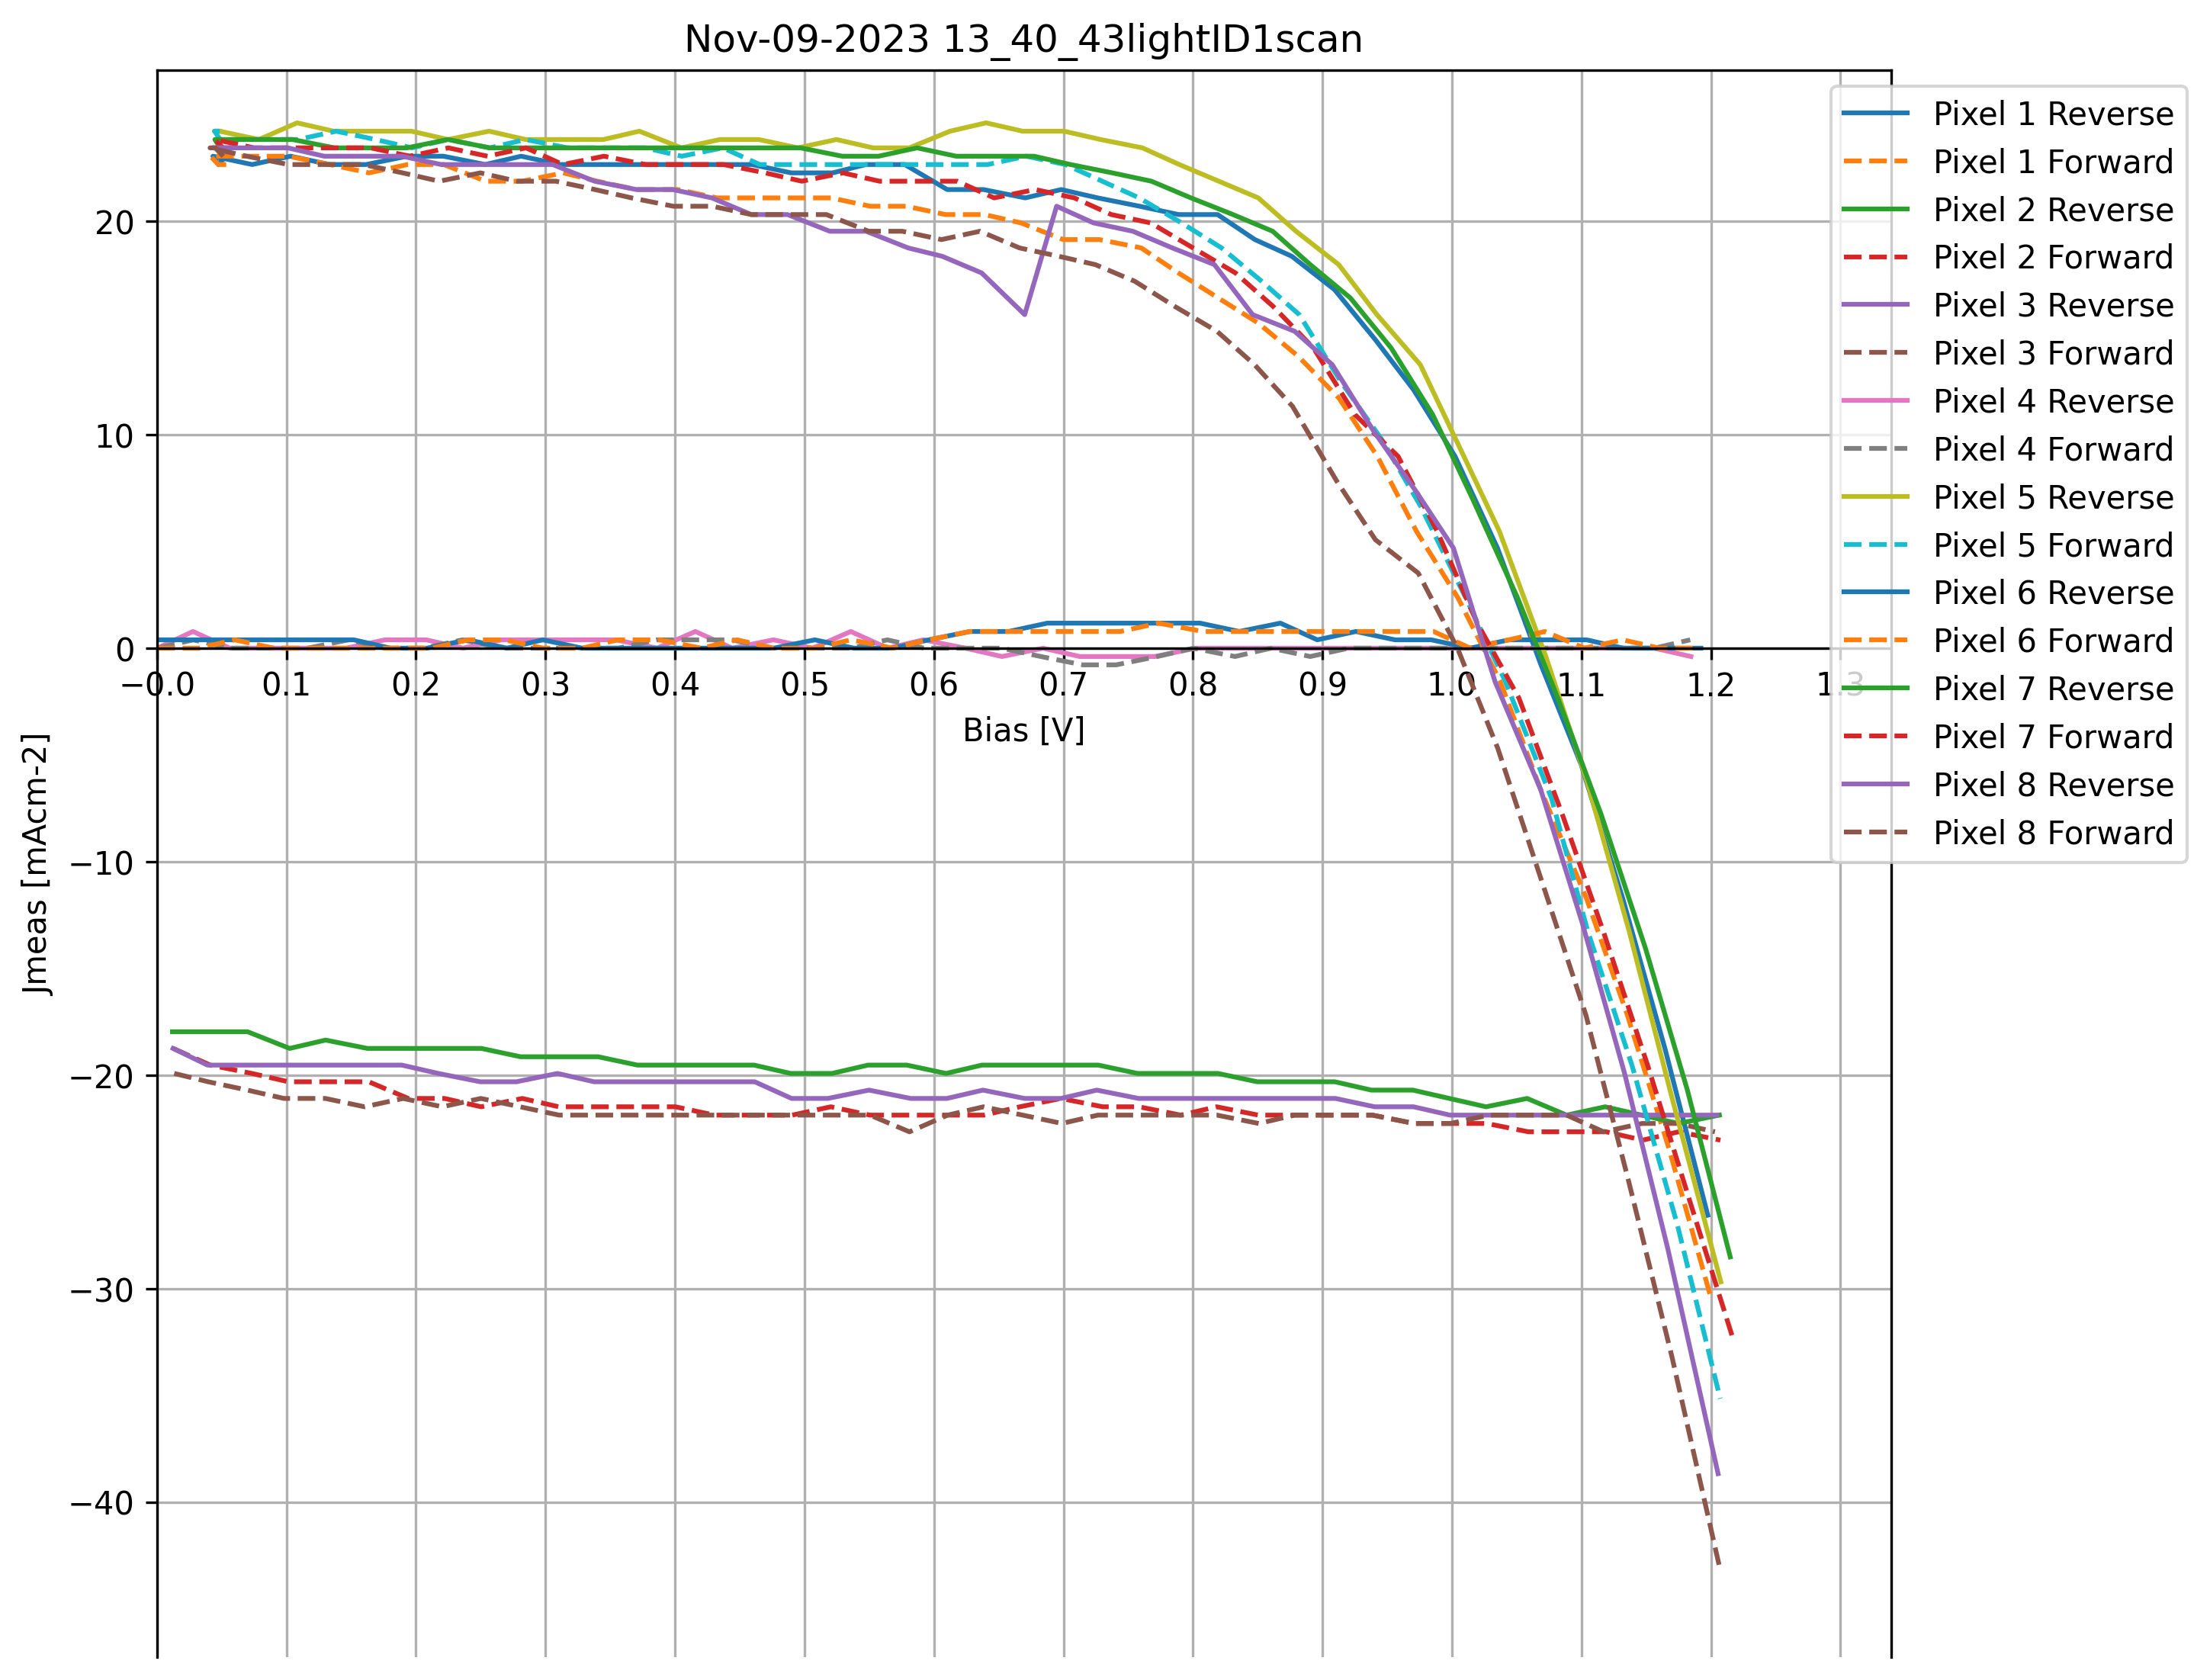 Nov-09-2023 13_40_43lightID1scan
20
10
0
−10
−20
−30
−40
Jmeas [mAcm-2]
−0.0 0.1 0.2 0.3 0.4 0.5 0.6 0.7 0.8 0.9 1.0 1.1 1.2 1.3
Bias [V]
Pixel 1 Reverse
Pixel 1 Forward
Pixel 2 Reverse
Pixel 2 Forward
Pixel 3 Reverse
Pixel 3 Forward
Pixel 4 Reverse
Pixel 4 Forward
Pixel 5 Reverse
Pixel 5 Forward
Pixel 6 Reverse
Pixel 6 Forward
Pixel 7 Reverse
Pixel 7 Forward
Pixel 8 Reverse
Pixel 8 Forward